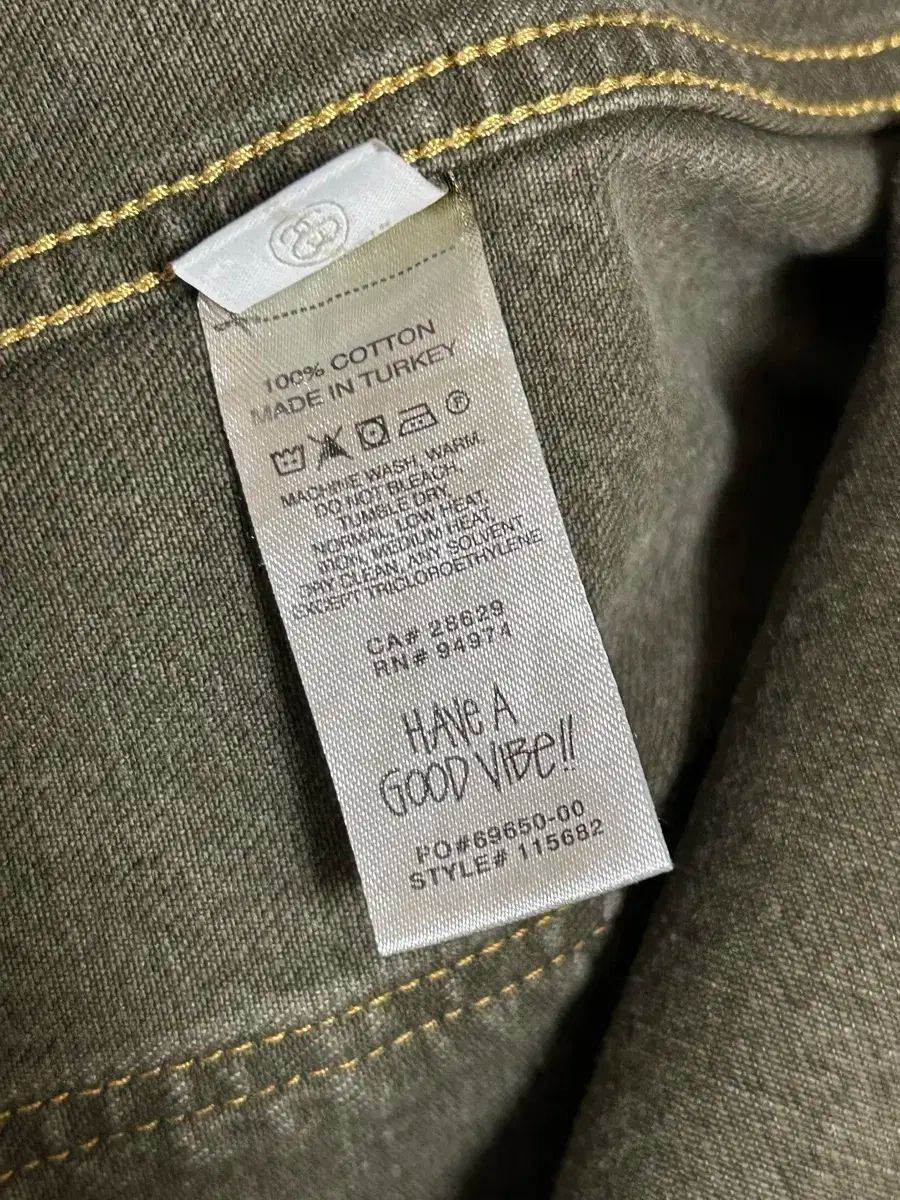 100% COTTON
MADE IN TURKEY
MACHINE WASH, WARM.
DO NOT BLEACH.
TUMBLE DRY.
NORMAL, LOW HEAT.
IRON, MEDIUM HEAT.
DRY CLEAN, ANY SOLVENT
EXCEPT TRICLOROETHYLENE
CA# 28629
RN# 94974
HAVE A
GOOD VIBE!!
PO#69650-00
STYLE# 115682